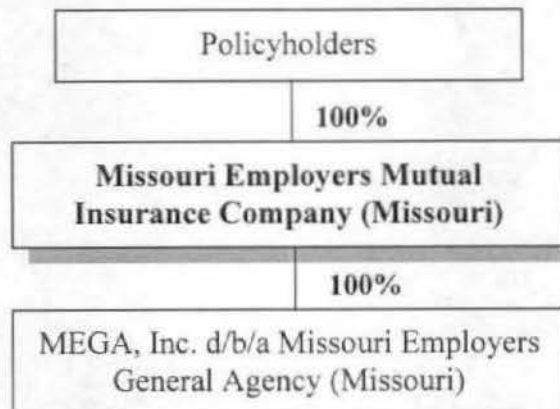 Policyholders
100%
Missouri Employers Mutual
Insurance Company (Missouri)
100%
MEGA, Inc. d/b/a Missouri Employers
General Agency (Missouri)